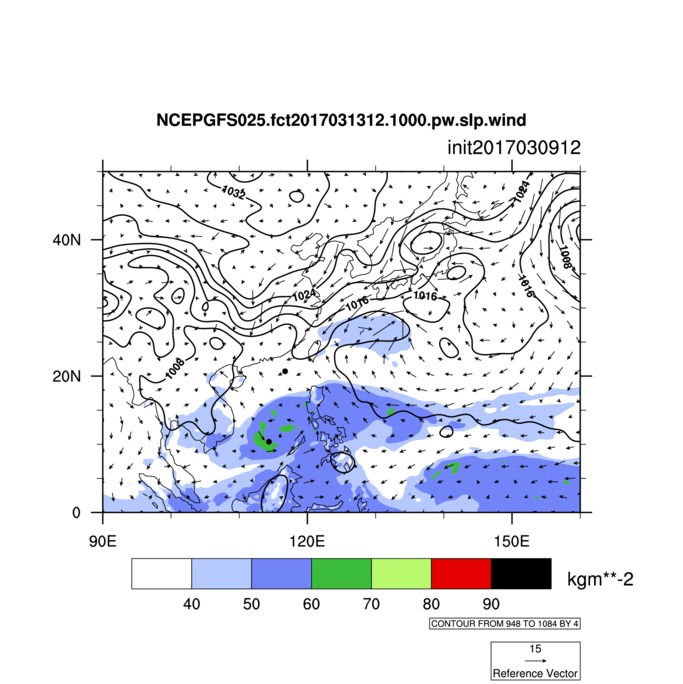 NCEPGFS025.fct2017031312.1000.pw.slp.wind
init2017030912
1032
1024
40N
1008
1024
1016
1016
1016
1008
20N
0
90E 120E 150E
40 50 60 70 80 90
kgm**-2
CONTOUR FROM 948 TO 1084 BY 4
15
Reference Vector